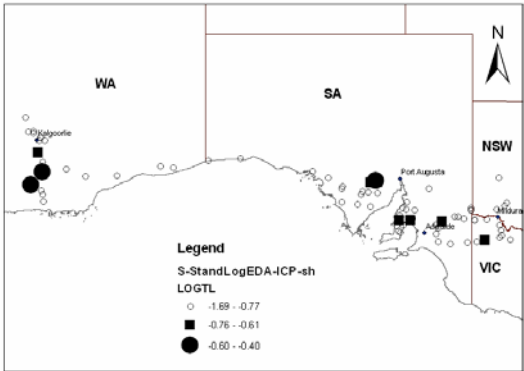 N
WA
SA
NSW
Kalgoorlie
Port Augusta
Mildura
Adelaide
VIC
Legend
S-StandLogEDA-ICP-sh
LOGTL
-1.69 - -0.77
-0.76 - -0.61
-0.60 - -0.40